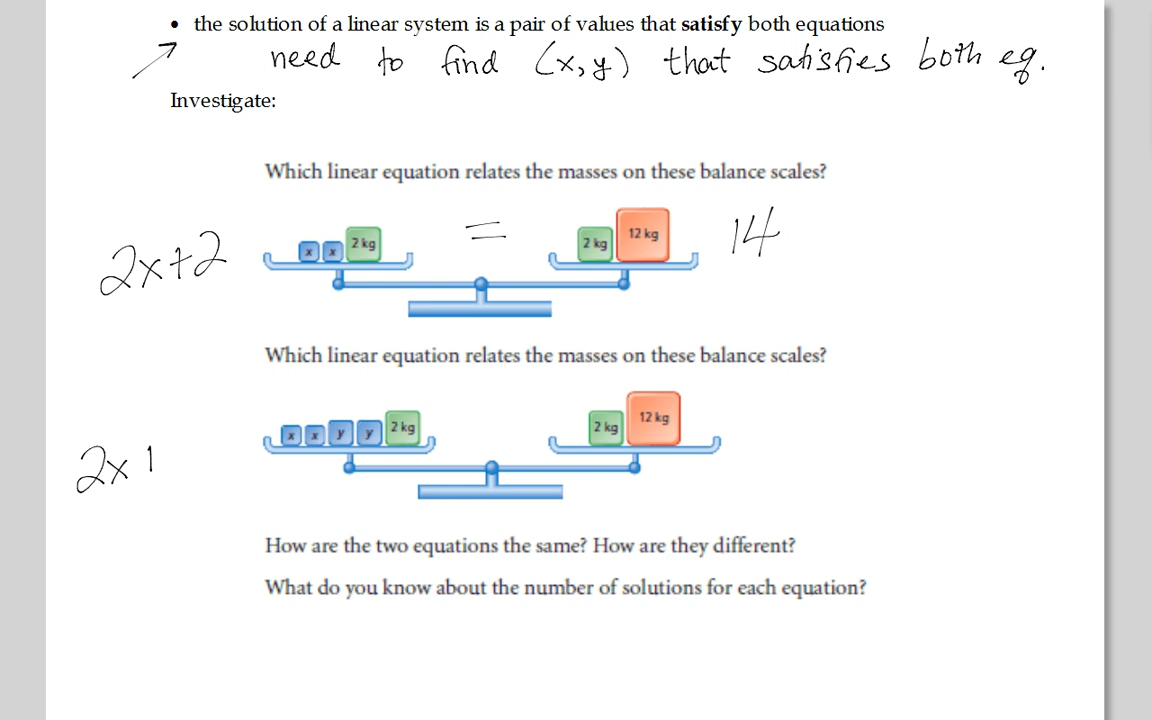 • the solution of a linear system is a pair of values that satisfy both equations
need to find (x,y) that satisfies both eq.
Investigate:
Which linear equation relates the masses on these balance scales?
2x+2 x x 2 kg = 2 kg 12 kg 14
Which linear equation relates the masses on these balance scales?
2x x x y y 2 kg 2 kg 12 kg
How are the two equations the same? How are they different?
What do you know about the number of solutions for each equation?